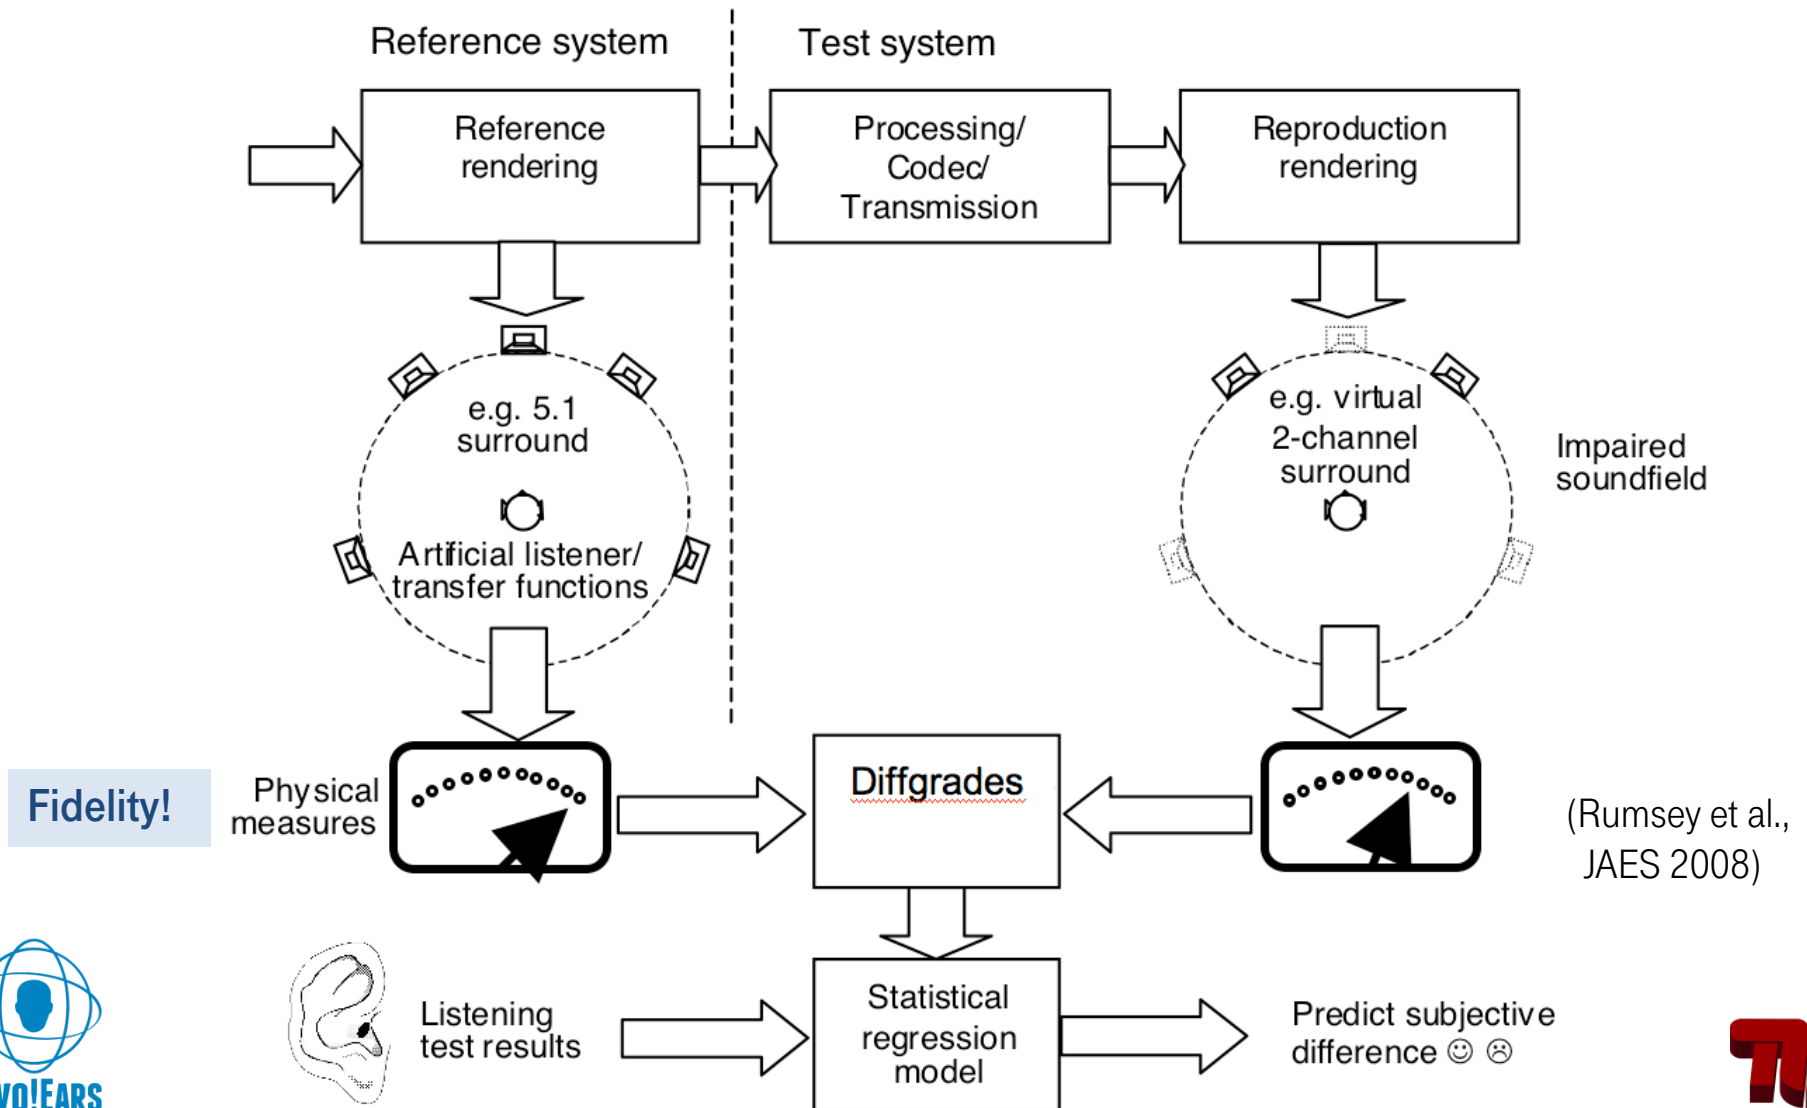 Reference system
Test system
Reference
rendering
Processing/
Codec/
Transmission
Reproduction
rendering
e.g. 5.1
surround
Artificial listener/
transfer functions
e.g. virtual
2-channel
surround
Impaired
soundfield
Fidelity!
Physical
measures
Diffgrades
(Rumsey et al.,
JAES 2008)
Listening
test results
Statistical
regression
model
Predict subjective
difference ☺ ☹
WO!EARS